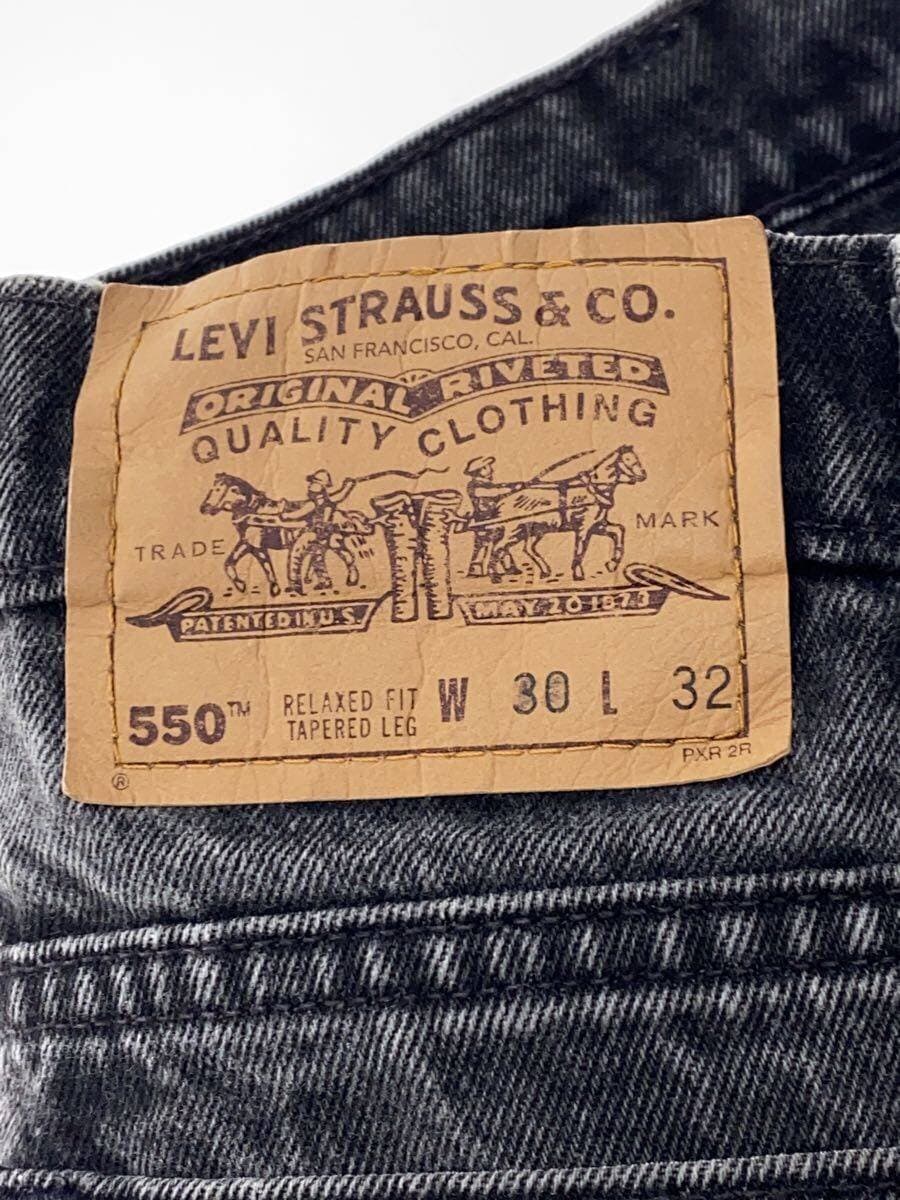 LEVI STRAUSS & CO.
SAN FRANCISCO, CAL.
ORIGINAL RIVETED
QUALITY CLOTHING
TRADE MARK
PATENTED IN U.S. MAY 20 1873
550™ RELAXED FIT W 30 L 32
TAPERED LEG
PXR 2R
®